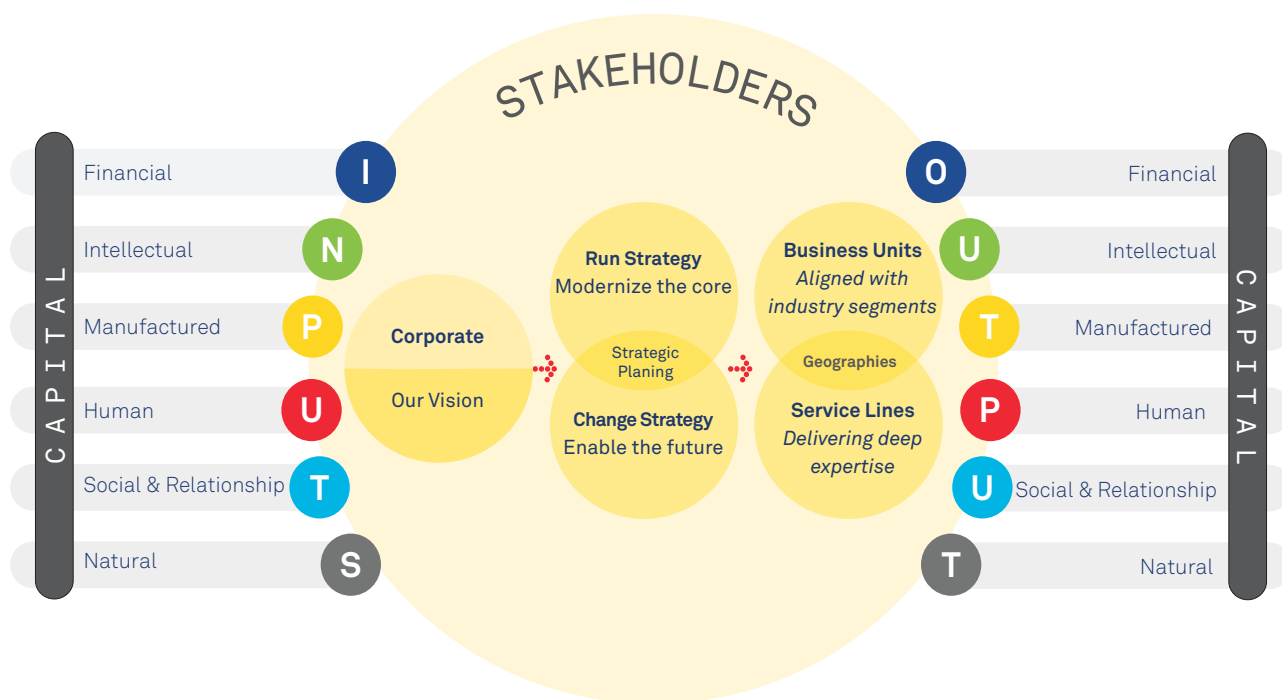 STAKEHOLDERS
CAPITAL
Financial
Intellectual
Manufactured
Human
Social & Relationship
Natural
I
N
P
U
T
S
Corporate
Our Vision
Run Strategy
Modernize the core
Strategic
Planing
Change Strategy
Enable the future
Business Units
Aligned with
industry segments
Geographies
Service Lines
Delivering deep
expertise
O
U
T
P
U
T
Financial
Intellectual
Manufactured
Human
Social & Relationship
Natural
CAPITAL